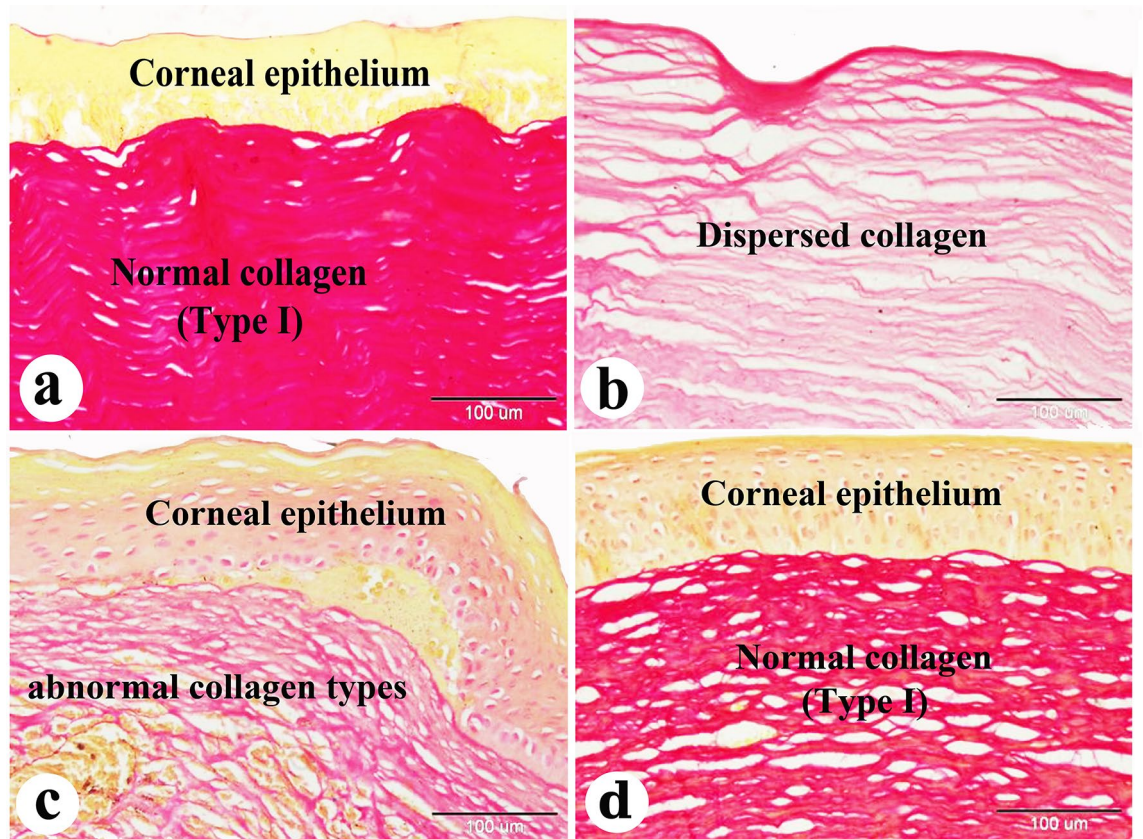 Corneal epithelium
Normal collagen
(Type I)
a
100 um
Dispersed collagen
b
100 um
Corneal epithelium
abnormal collagen types
c
100 um
Corneal epithelium
Normal collagen
(Type I)
d
100 um